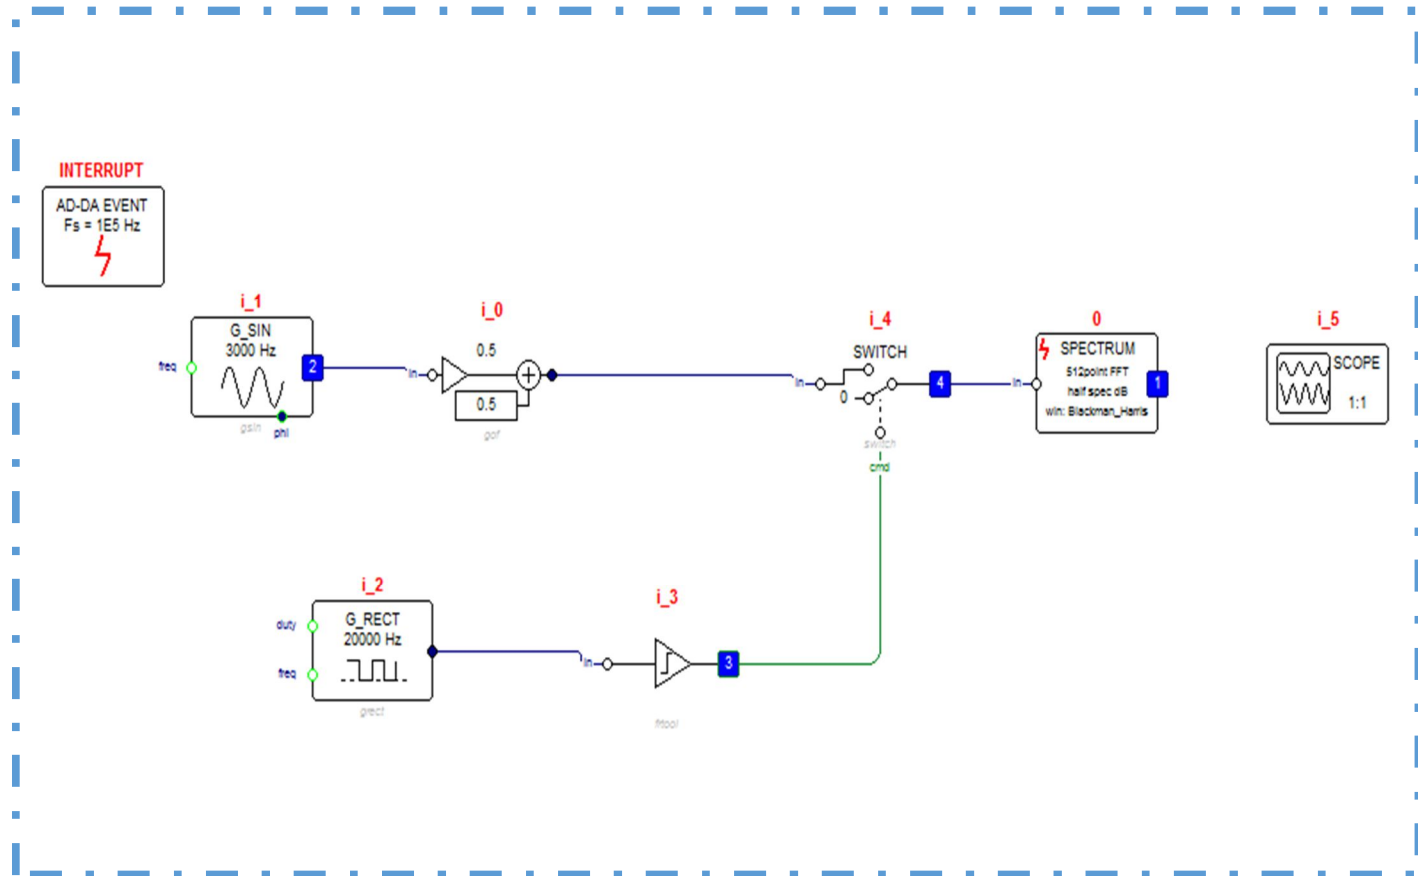 INTERRUPT
AD-DA EVENT
Fs = 1E5 Hz
i_1
G_SIN
3000 Hz
freq
2
gsin
phi
i_0
0.5
in
0.5
gof
i_4
SWITCH
in
0
4
switch
cmd
0
SPECTRUM
512point FFT
half spec dB
win: Blackman_Harris
in
1
i_5
SCOPE
1:1
i_2
G_RECT
20000 Hz
duty
freq
grect
i_3
in
3